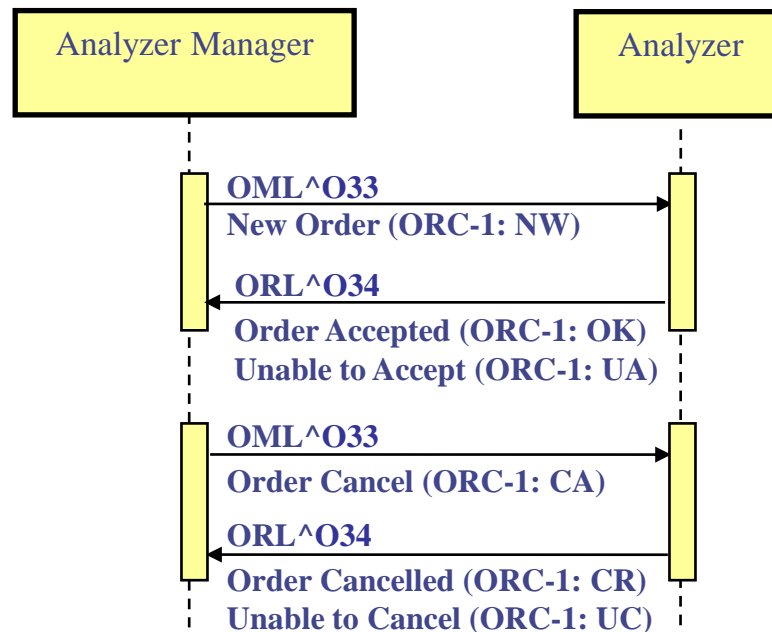 Analyzer Manager
Analyzer
OML^O33
New Order (ORC-1: NW)
ORL^O34
Order Accepted (ORC-1: OK)
Unable to Accept (ORC-1: UA)
OML^O33
Order Cancel (ORC-1: CA)
ORL^O34
Order Cancelled (ORC-1: CR)
Unable to Cancel (ORC-1: UC)